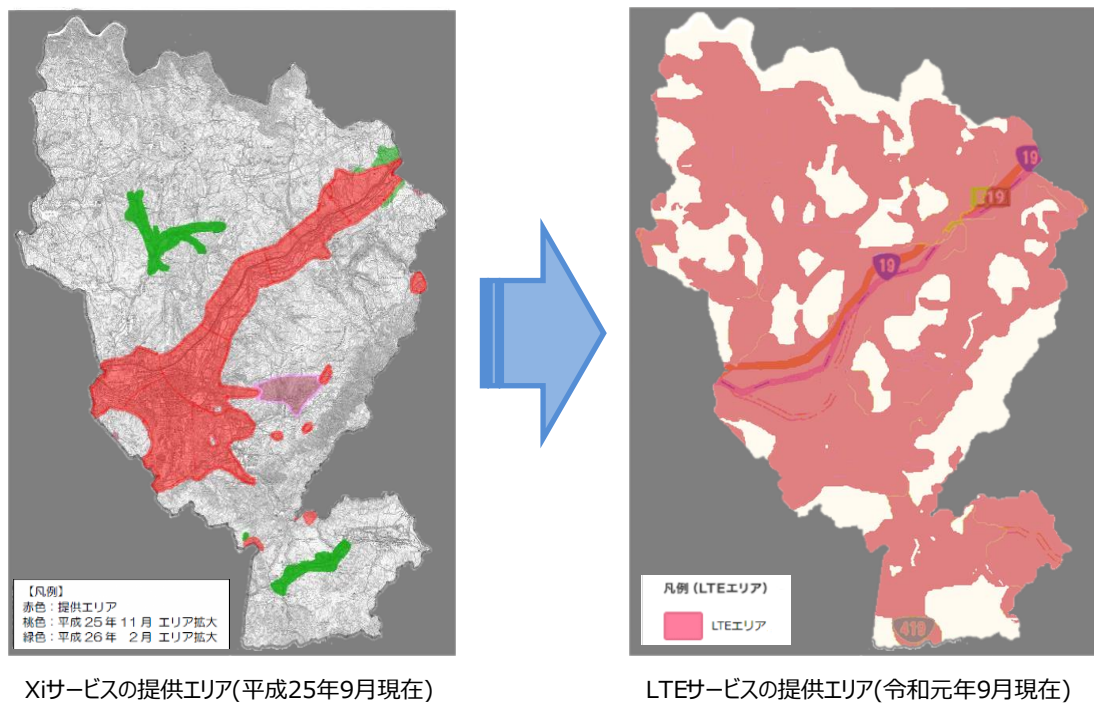 【凡例】
赤色：提供エリア
桃色：平成25年11月 エリア拡大
緑色：平成26年　2月 エリア拡大
Xiサービスの提供エリア(平成25年9月現在)
19
19
19
凡例 (LTEエリア)
LTEエリア
419
LTEサービスの提供エリア(令和元年9月現在)